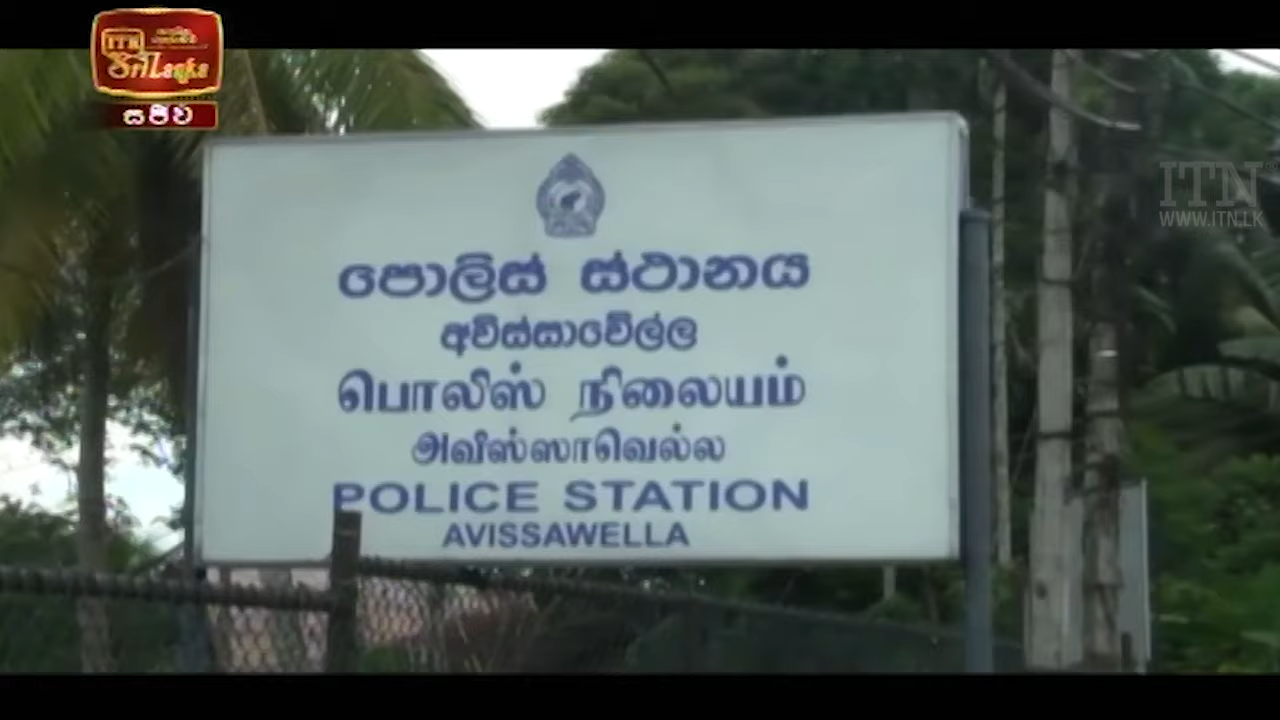 ITN
Sri Lanka
සජීව
ITN
WWW.ITN.LK
පොලිස් ස්ථානය
අවිස්සාවේල්ල
பொலிஸ் நிலையம்
அவிஸ்ஸாவெல்ல
POLICE STATION
AVISSAWELLA